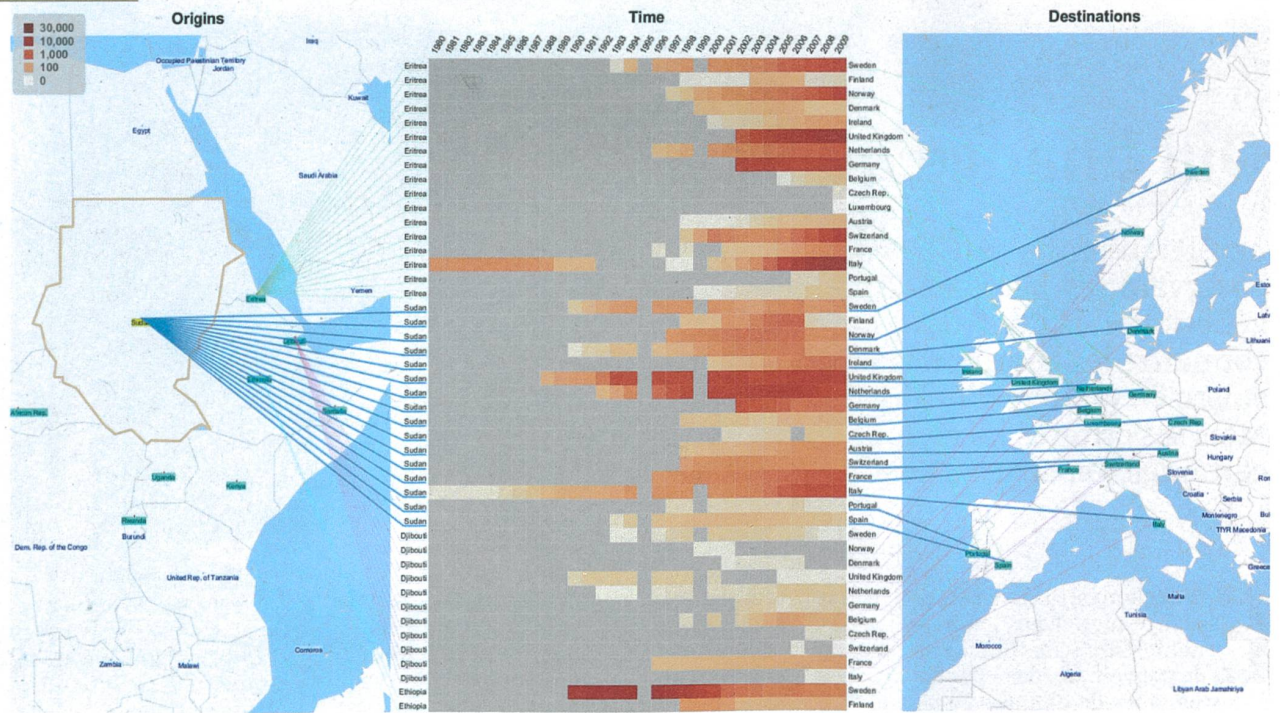 Origins
Time
Destinations
30,000
10,000
1,000
100
0
Iraq
Occupied Palestinian Territory
Jordan
Kuwait
Egypt
Saudi Arabia
Yemen
Eritrea
Djibouti
Ethiopia
Somalia
African Rep.
Uganda
Kenya
Rwanda
Burundi
Dem. Rep. of the Congo
United Rep. of Tanzania
Comoros
Zambia
Malawi
1980 1981 1982 1983 1984 1985 1986 1987 1988 1989 1990 1991 1992 1993 1994 1995 1996 1997 1998 1999 2000 2001 2002 2003 2004 2005 2006 2007 2008 2009
Eritrea Sweden
Eritrea Finland
Eritrea Norway
Eritrea Denmark
Eritrea Ireland
Eritrea United Kingdom
Eritrea Netherlands
Eritrea Germany
Eritrea Belgium
Eritrea Czech Rep.
Eritrea Luxembourg
Eritrea Austria
Eritrea Switzerland
Eritrea France
Eritrea Italy
Eritrea Portugal
Eritrea Spain
Sudan Sweden
Sudan Finland
Sudan Norway
Sudan Denmark
Sudan Ireland
Sudan United Kingdom
Sudan Netherlands
Sudan Germany
Sudan Belgium
Sudan Czech Rep.
Sudan Austria
Sudan Switzerland
Sudan France
Sudan Italy
Sudan Portugal
Sudan Spain
Djibouti Sweden
Djibouti Norway
Djibouti Denmark
Djibouti United Kingdom
Djibouti Netherlands
Djibouti Germany
Djibouti Belgium
Djibouti Czech Rep.
Djibouti Switzerland
Djibouti France
Djibouti Italy
Ethiopia Sweden
Ethiopia Finland
Sweden
Norway
Denmark
Eston
Latv
Lithuani
Ireland
United Kingdom
Netherlands
Germany
Poland
Belgium
Luxembourg
Czech Rep.
Slovakia
Austria
Hungary
France
Switzerland
Slovenia
Ron
Croatia
Serbia
Montenegro
Bul
TFYR Macedonia
Italy
Portugal
Spain
Greece
Malta
Tunisia
Morocco
Algeria
Libyan Arab Jamahiriya